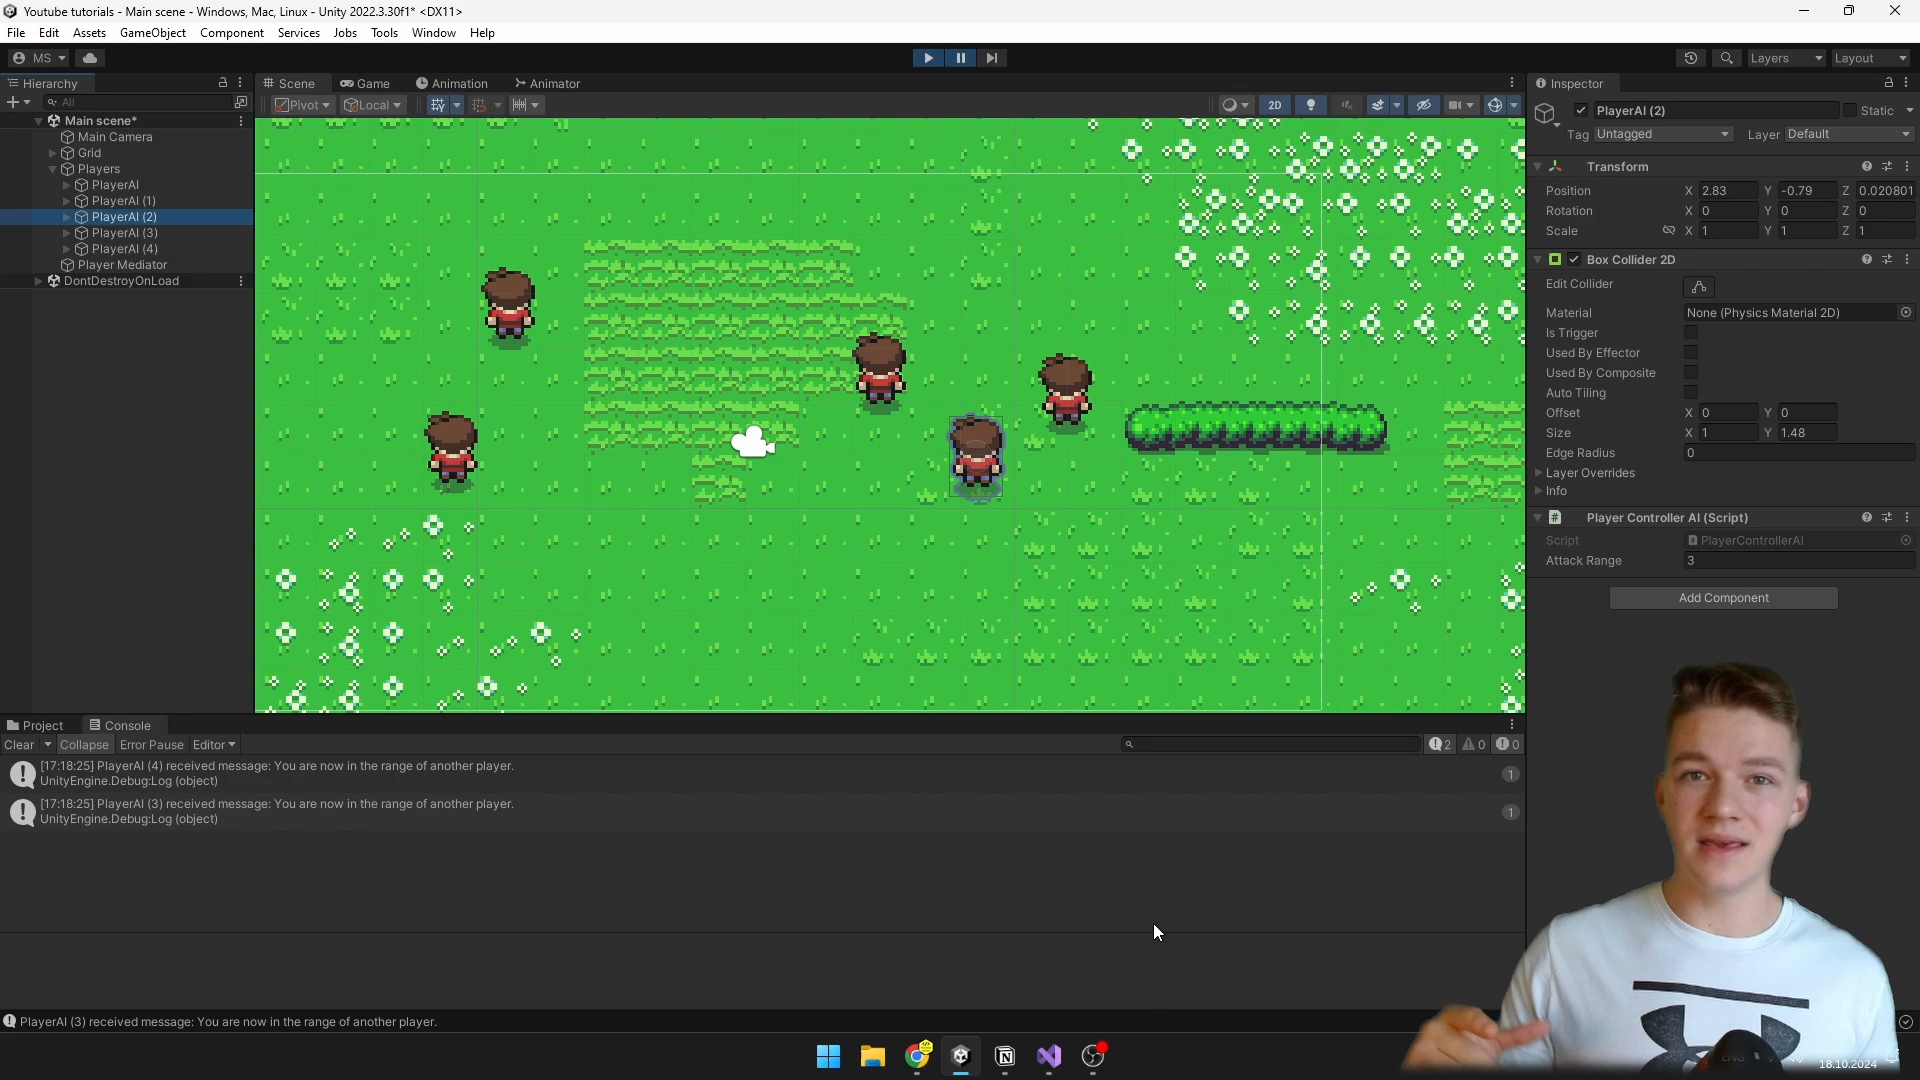 Youtube tutorials - Main scene - Windows, Mac, Linux - Unity 2022.3.30f1* <DX11>
File Edit Assets GameObject Component Services Jobs Tools Window Help
MS Layers Layout
Hierarchy Scene Game Animation Animator Inspector
All Pivot Local 2D PlayerAI (2) Static
Main scene*
Main Camera
Grid
Players
PlayerAI
PlayerAI (1)
PlayerAI (2)
PlayerAI (3)
PlayerAI (4)
Player Mediator
DontDestroyOnLoad
Tag Untagged Layer Default
Transform
Position X 2.83 Y -0.79 Z 0.020801
Rotation X 0 Y 0 Z 0
Scale X 1 Y 1 Z 1
Box Collider 2D
Edit Collider
Material None (Physics Material 2D)
Is Trigger
Used By Effector
Used By Composite
Auto Tiling
Offset X 0 Y 0
Size X 1 Y 1.48
Edge Radius 0
Layer Overrides
Info
# Player Controller AI (Script)
Script PlayerControllerAI
Attack Range 3
Add Component
Project Console
Clear Collapse Error Pause Editor 2 0 0
[17:18:25] PlayerAI (4) received message: You are now in the range of another player.
UnityEngine.Debug:Log (object)
1
[17:18:25] PlayerAI (3) received message: You are now in the range of another player.
UnityEngine.Debug:Log (object)
1
PlayerAI (3) received message: You are now in the range of another player.
ENG
18.10.2024